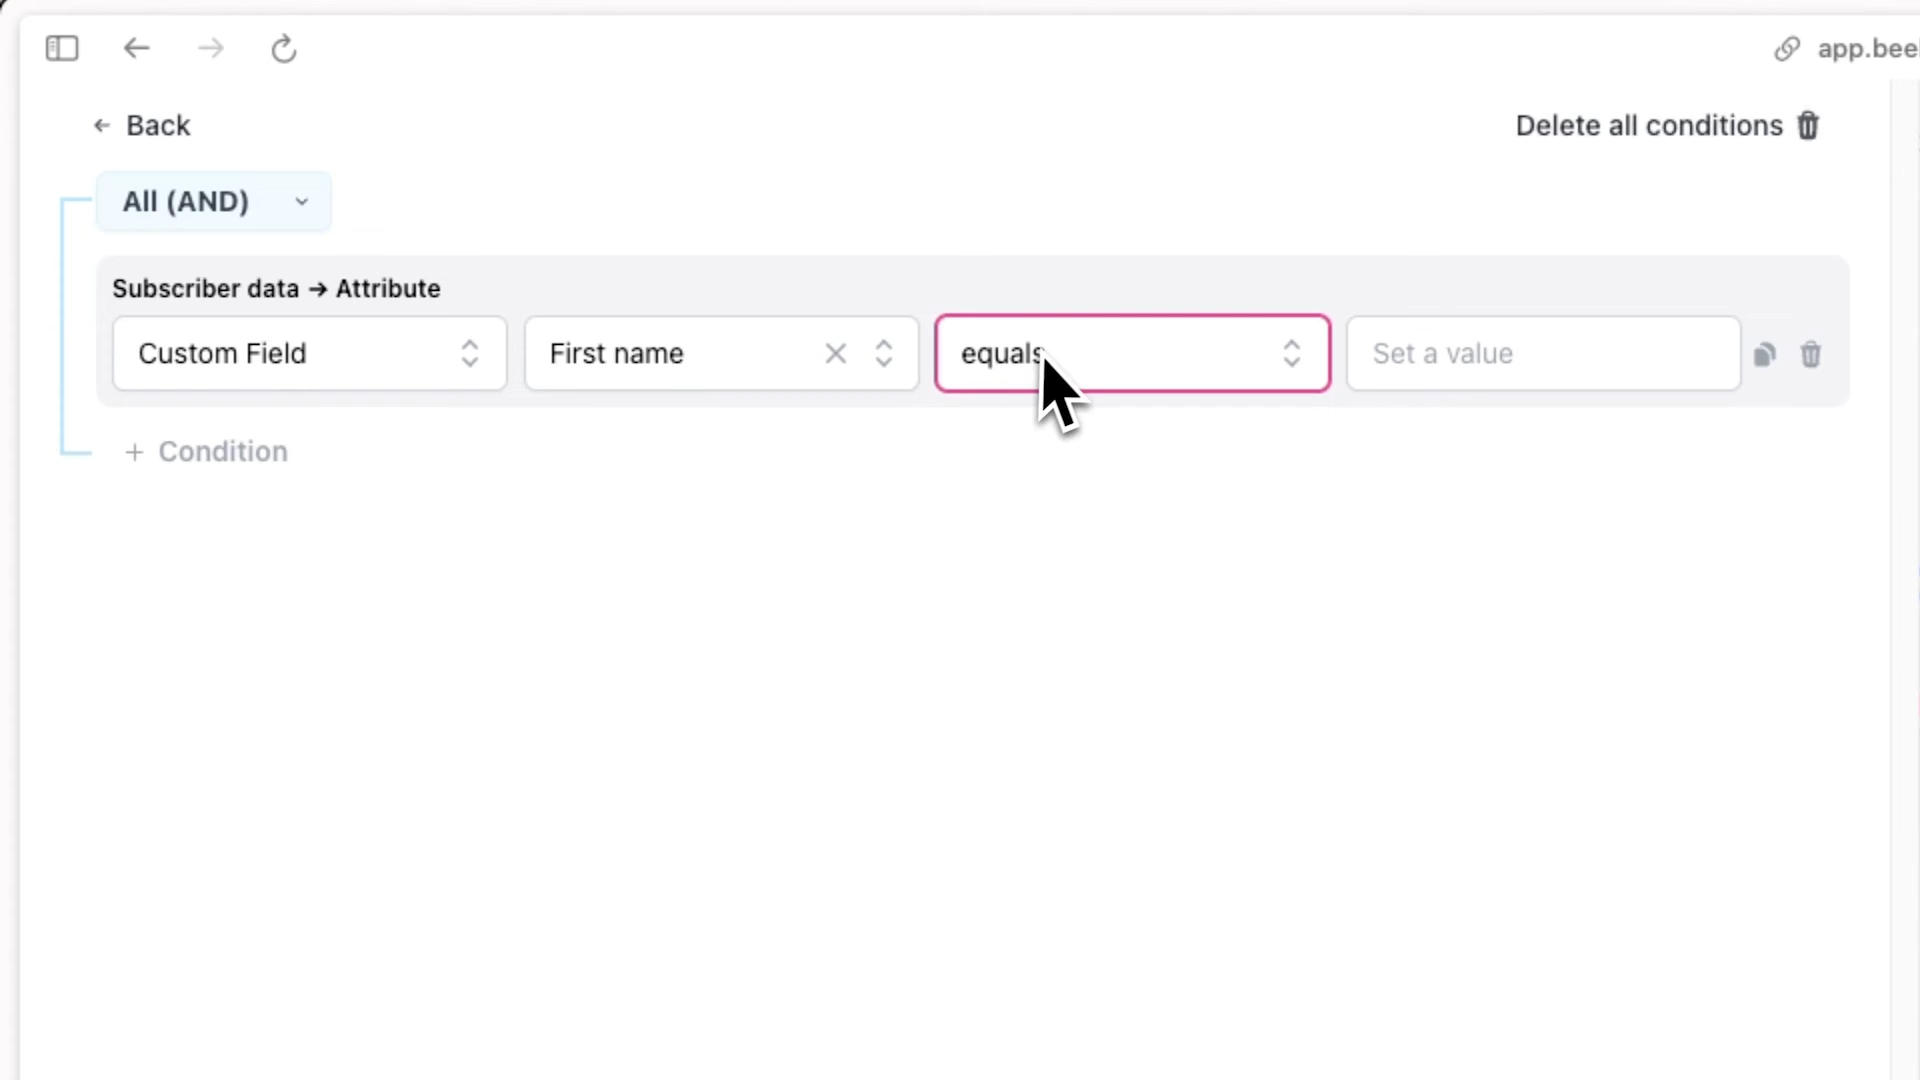 app.bee
Back
Delete all conditions
All (AND)
Subscriber data → Attribute
Custom Field
First name
equals
Set a value
+ Condition